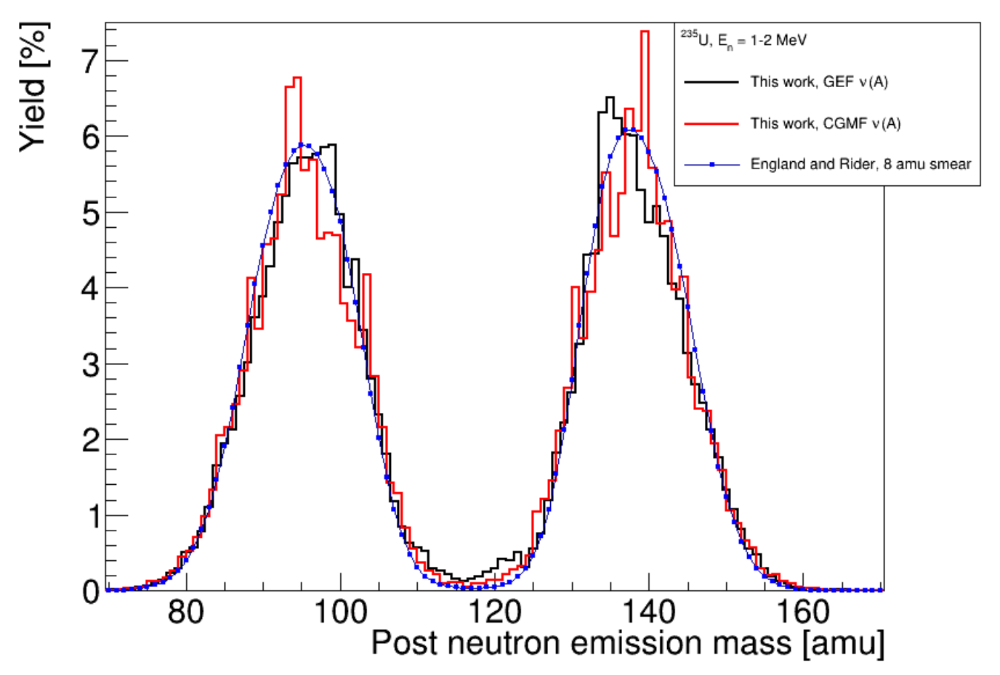 Yield [%]
7
6
5
4
3
2
1
0
²³⁵U, Eₙ = 1-2 MeV
This work, GEF ν(A)
This work, CGMF ν(A)
England and Rider, 8 amu smear
80 100 120 140 160
Post neutron emission mass [amu]